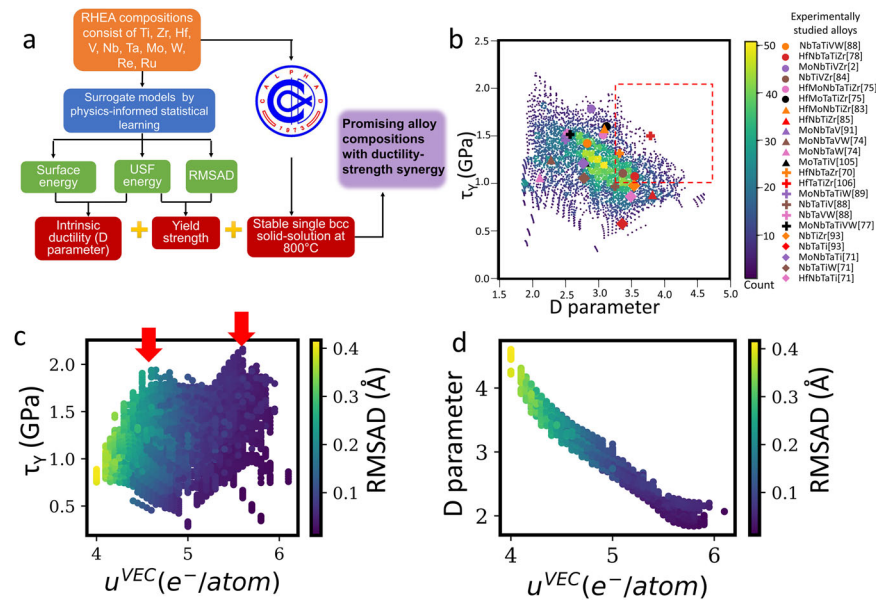 a
RHEA compositions
consist of Ti, Zr, Hf,
V, Nb, Ta, Mo, W,
Re, Ru
CALPHAD
1973
Surrogate models by
physics-informed statistical
learning
Promising alloy
compositions
with ductility-
strength synergy
Surface
energy
USF
energy
RMSAD
Intrinsic
ductility (D
parameter)
+
Yield
strength
+
Stable single bcc
solid-solution at
800°C
b
τγ (GPa)
2.5
2.0
1.5
1.0
0.5
0.0
1.5 2.0 2.5 3.0 3.5 4.0 4.5 5.0
D parameter
50
40
30
20
10
Count
Experimentally
studied alloys
NbTaTiVW[88]
HfNbTaTiZr[78]
MoNbTiVZr[2]
NbTiVZr[84]
HfMoNbTaTiZr[75]
HfMoTaTiZr[75]
HfMoNbTiZr[83]
HfNbTiZr[85]
MoNbTaV[91]
MoNbTaVW[74]
MoNbTaW[74]
MoTaTiV[105]
HfNbTaZr[70]
HfTaTiZr[106]
MoNbTaTiW[89]
NbTaTiV[88]
NbTaVW[88]
MoNbTaTiVW[77]
NbTiZr[93]
NbTaTi[93]
MoNbTaTi[71]
NbTaTiW[71]
HfNbTaTi[71]
c
τγ (GPa)
2.0
1.5
1.0
0.5
4 5 6
u^VEC(e⁻/atom)
0.4
0.3
0.2
0.1
RMSAD (Å)
d
D parameter
4
3
2
4 5 6
u^VEC(e⁻/atom)
0.4
0.3
0.2
0.1
RMSAD (Å)